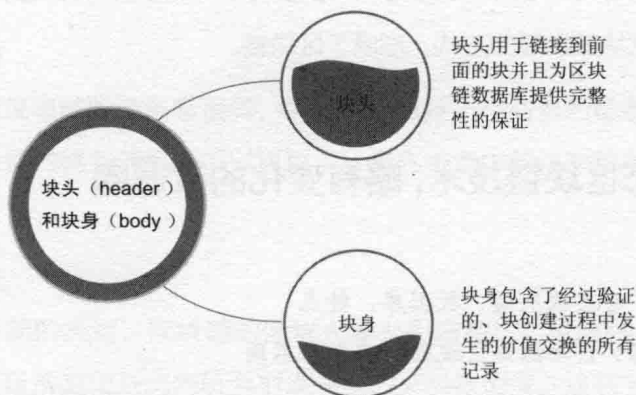 块头（header）
和块身（body）
块头
块头用于链接到前
面的块并且为区块
链数据库提供完整
性的保证
块身
块身包含了经过验证
的、块创建过程中发
生的价值交换的所有
记录